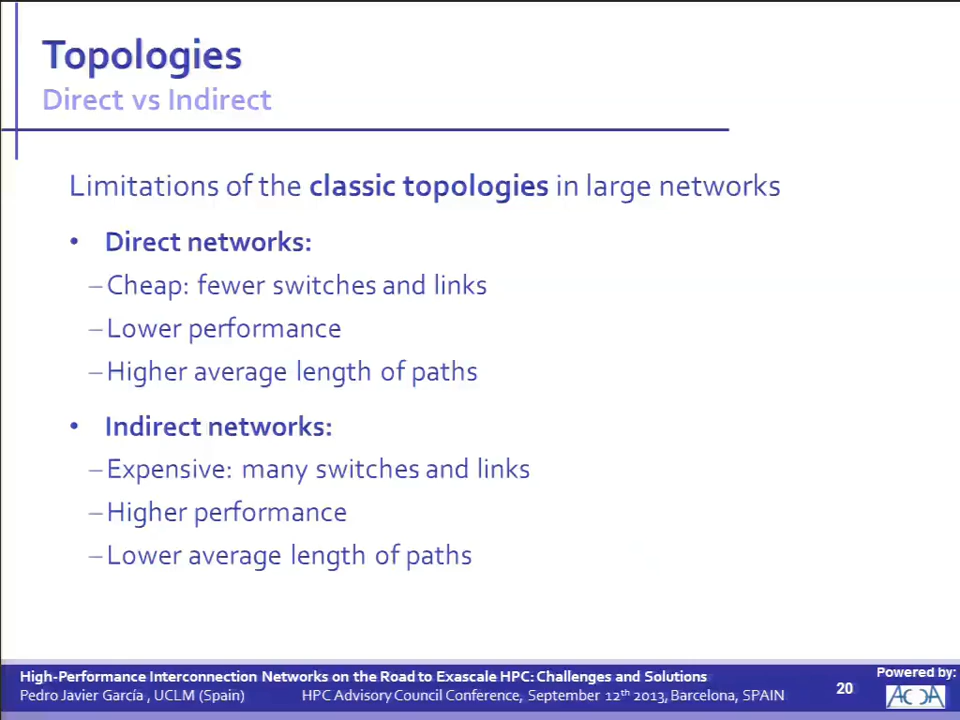 Topologies
Direct vs Indirect
Limitations of the classic topologies in large networks
• Direct networks:
–Cheap: fewer switches and links
–Lower performance
–Higher average length of paths
• Indirect networks:
–Expensive: many switches and links
–Higher performance
–Lower average length of paths
High-Performance Interconnection Networks on the Road to Exascale HPC: Challenges and Solutions
Pedro Javier García , UCLM (Spain) HPC Advisory Council Conference, September 12th 2013, Barcelona, SPAIN
20
Powered by: